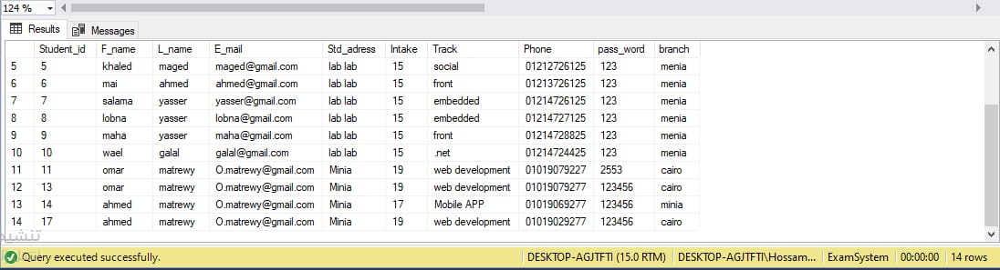 124 %
Results Messages
Student_id F_name L_name E_mail Std_adress Intake Track Phone pass_word branch
5 5 khaled maged maged@gmail.com lab lab 15 social 01212726125 123 menia
6 6 mai ahmed ahmed@gmail.com lab lab 15 front 01213726125 123 menia
7 7 salama yasser yasser@gmail.com lab lab 15 embedded 01214726125 123 menia
8 8 lobna yasser lobna@gmail.com lab lab 15 embedded 01214727125 123 menia
9 9 maha yasser maha@gmail.com lab lab 15 front 01214728825 123 menia
10 10 wael galal galal@gmail.com lab lab 15 .net 01214724425 123 menia
11 11 omar matrewy O.matrewy@gmail.com Minia 19 web development 01019079227 2553 cairo
12 13 omar matrewy O.matrewy@gmail.com Minia 19 web development 01019079277 123456 cairo
13 14 ahmed matrewy O.matrewy@gmail.com Minia 17 Mobile APP 01019069277 123456 minia
14 17 ahmed matrewy O.matrewy@gmail.com Minia 19 web development 01019029277 123456 cairo
Query executed successfully. DESKTOP-AGJTFTI (15.0 RTM) DESKTOP-AGJTFTI\Hossam... ExamSystem 00:00:00 14 rows